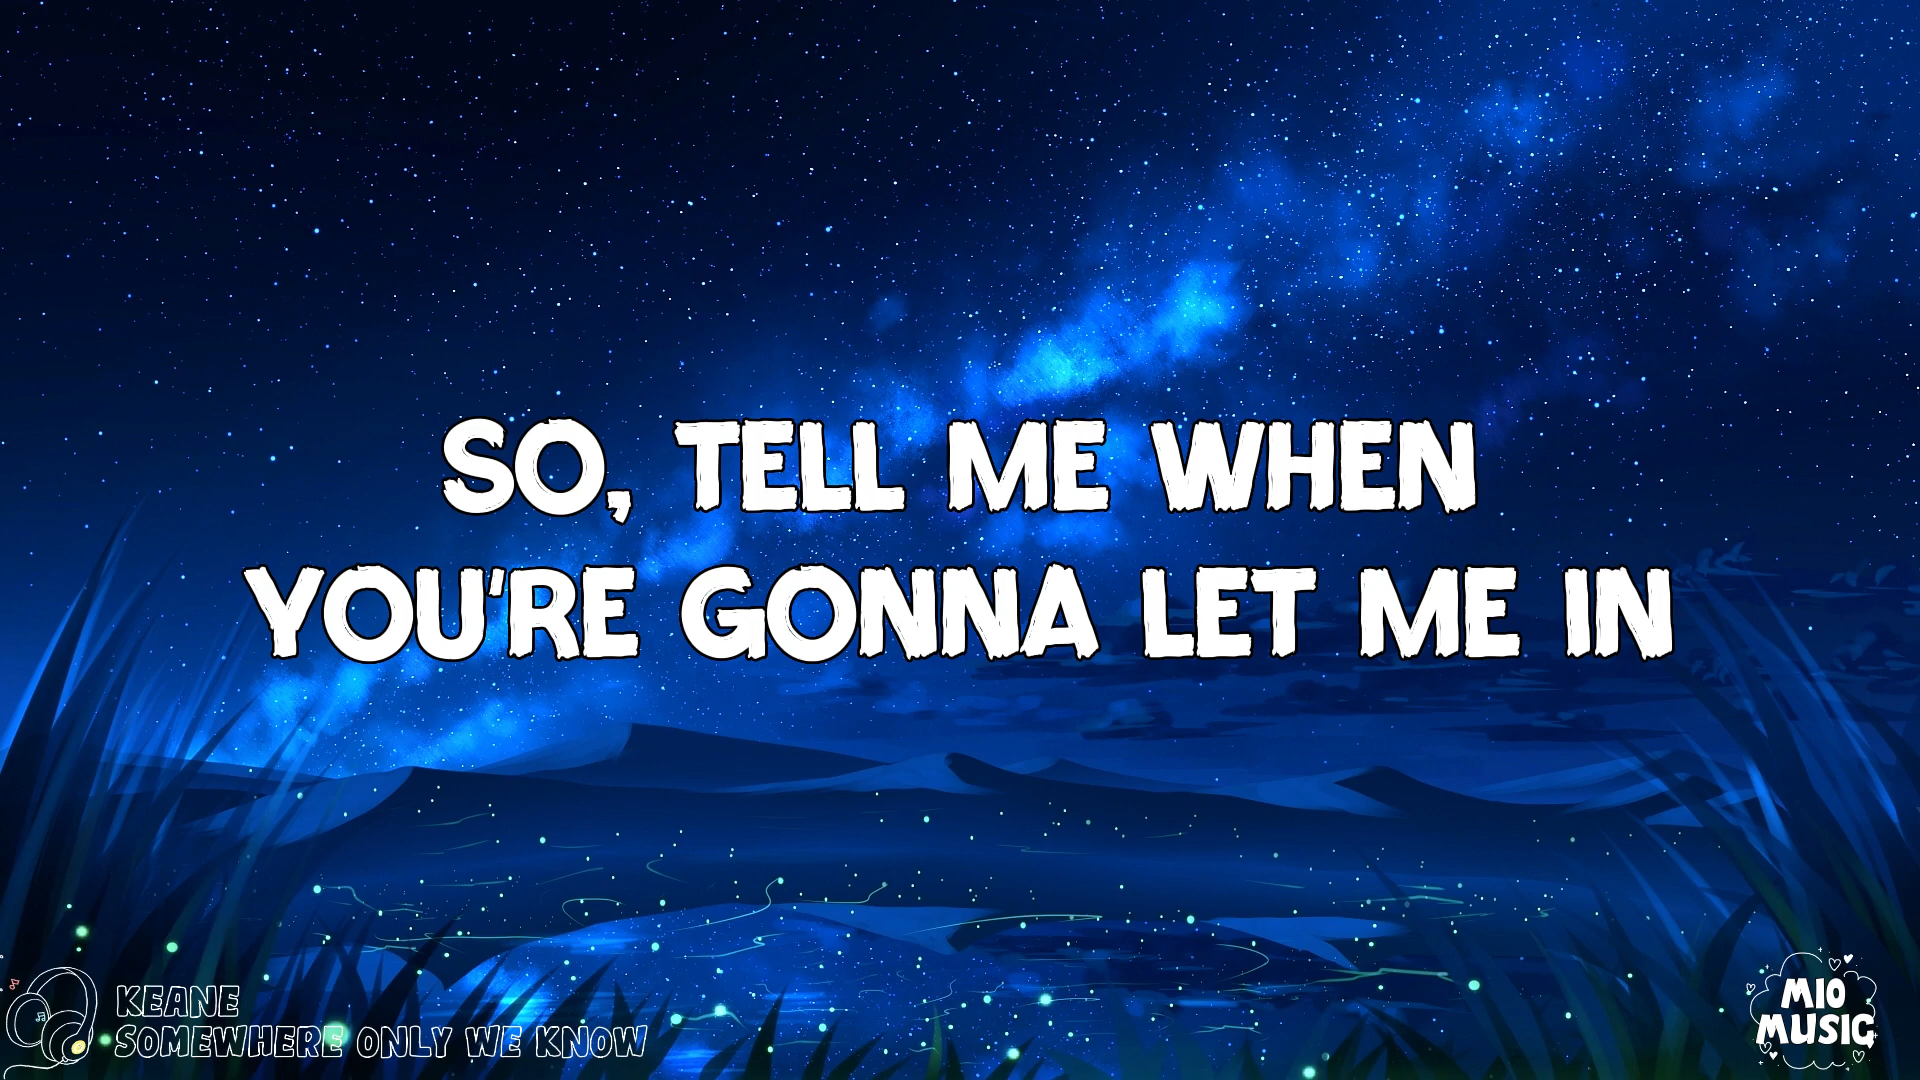 SO, TELL ME WHEN
YOU'RE GONNA LET ME IN
KEANE
SOMEWHERE ONLY WE KNOW
MIO
MUSIC